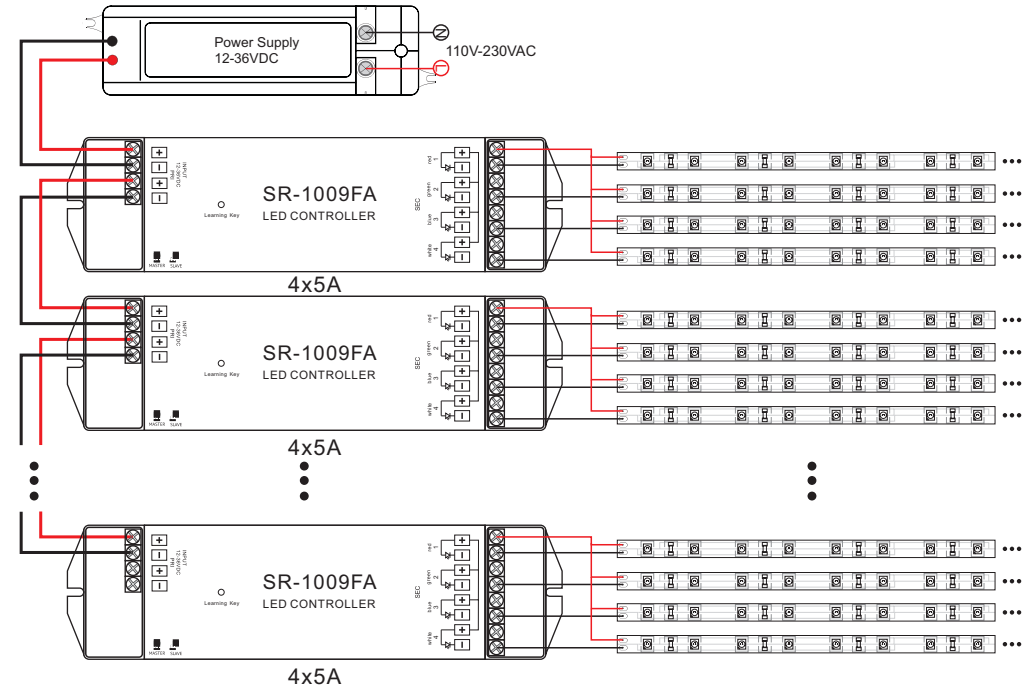 Power Supply
12-36VDC
N
110V-230VAC
L
INPUT
12-36VDC
PRI
SR-1009FA
LED CONTROLLER
Learning Key
MASTER
SLAVE
SEC
red
1
green
2
blue
3
white
4
+
−
+
−
+
−
+
−
+
−
+
−
4x5A
INPUT
12-36VDC
PRI
SR-1009FA
LED CONTROLLER
Learning Key
MASTER
SLAVE
SEC
red
1
green
2
blue
3
white
4
+
−
+
−
+
−
+
−
+
−
+
−
4x5A
INPUT
12-36VDC
PRI
SR-1009FA
LED CONTROLLER
Learning Key
MASTER
SLAVE
SEC
red
1
green
2
blue
3
white
4
+
−
+
−
+
−
+
−
+
−
+
−
4x5A